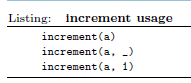 Listing: increment usage
increment(a)
increment(a, _)
increment(a, 1)